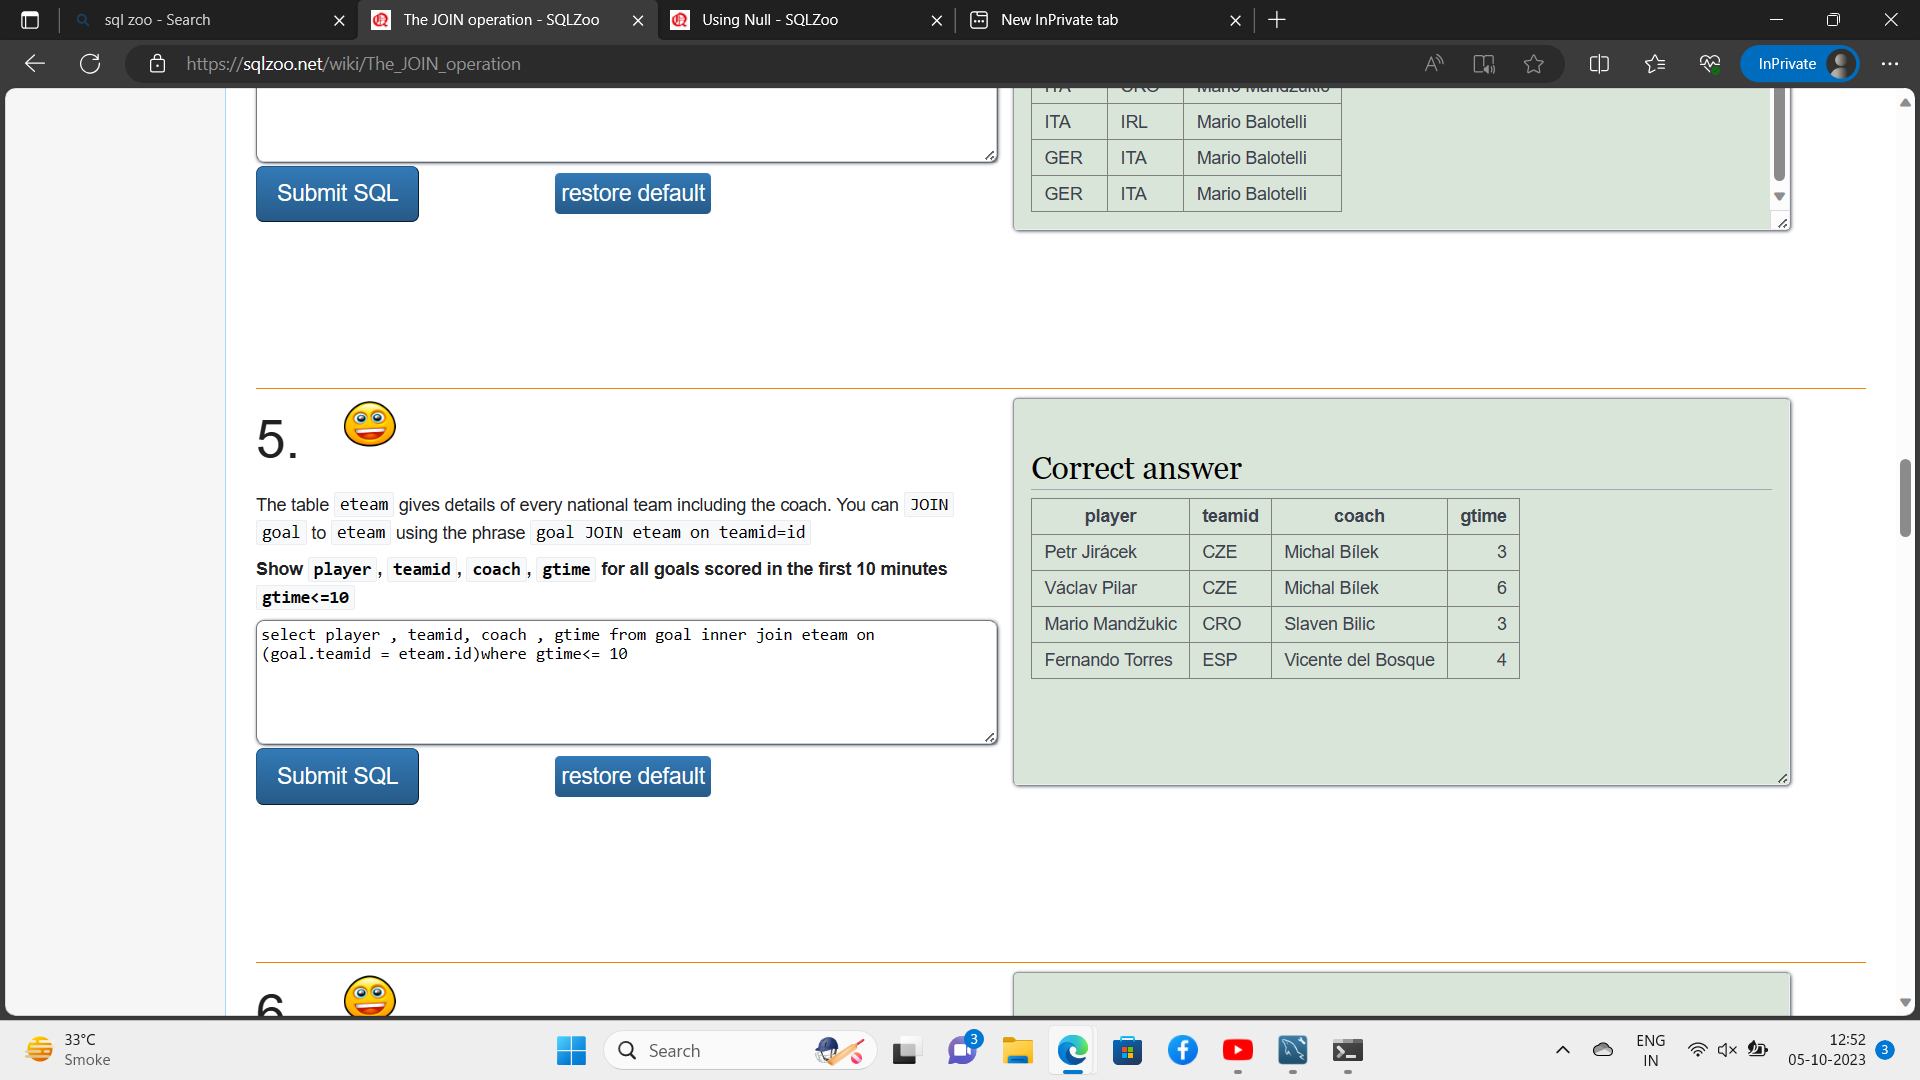 sql zoo - Search
The JOIN operation - SQLZoo
Using Null - SQLZoo
New InPrivate tab
https://sqlzoo.net/wiki/The_JOIN_operation
InPrivate
ITA CRO Mario Mandžukic
ITA IRL Mario Balotelli
GER ITA Mario Balotelli
GER ITA Mario Balotelli
Submit SQL restore default
5.
The table eteam gives details of every national team including the coach. You can JOIN
goal to eteam using the phrase goal JOIN eteam on teamid=id
Show player, teamid, coach, gtime for all goals scored in the first 10 minutes
gtime<=10
select player , teamid, coach , gtime from goal inner join eteam on
(goal.teamid = eteam.id)where gtime<= 10
Submit SQL restore default
Correct answer
player teamid coach gtime
Petr Jirácek CZE Michal Bílek 3
Václav Pilar CZE Michal Bílek 6
Mario Mandžukic CRO Slaven Bilic 3
Fernando Torres ESP Vicente del Bosque 4
6.
33°C
Smoke
Search
3
ENG
IN
12:52
05-10-2023
3